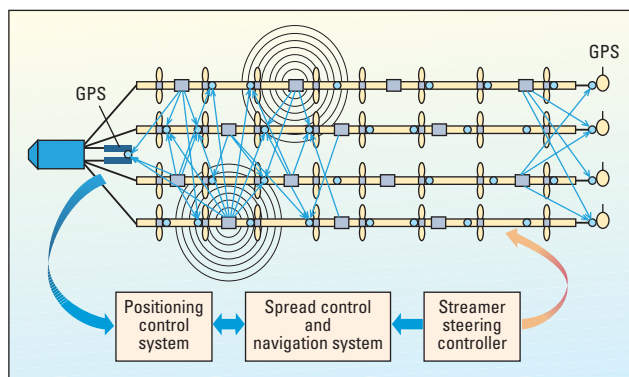 GPS
GPS
Positioning
control
system
Spread control
and
navigation system
Streamer
steering
controller